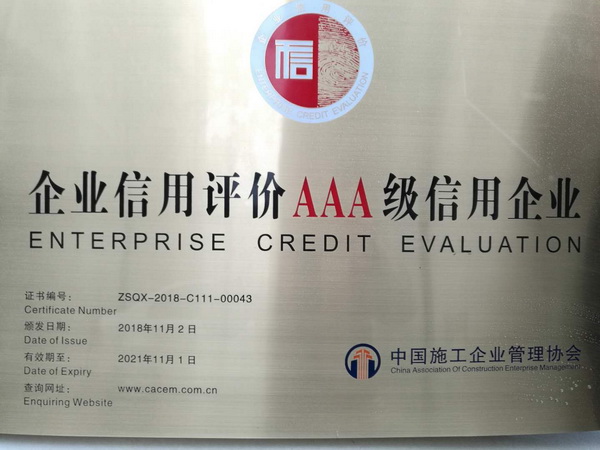 信
ENTERPRISE CREDIT EVALUATION
企业信用评价AAA级信用企业
ENTERPRISE CREDIT EVALUATION
证书编号: ZSQX-2018-C111-00043
Certificate Number
颁发日期: 2018年11月2日
Date of Issue
有效期至: 2021年11月1日
Date of Expiry
查询网址: www.cacem.com.cn
Enquiring Website
中国施工企业管理协会
China Association Of Construction Enterprise Management